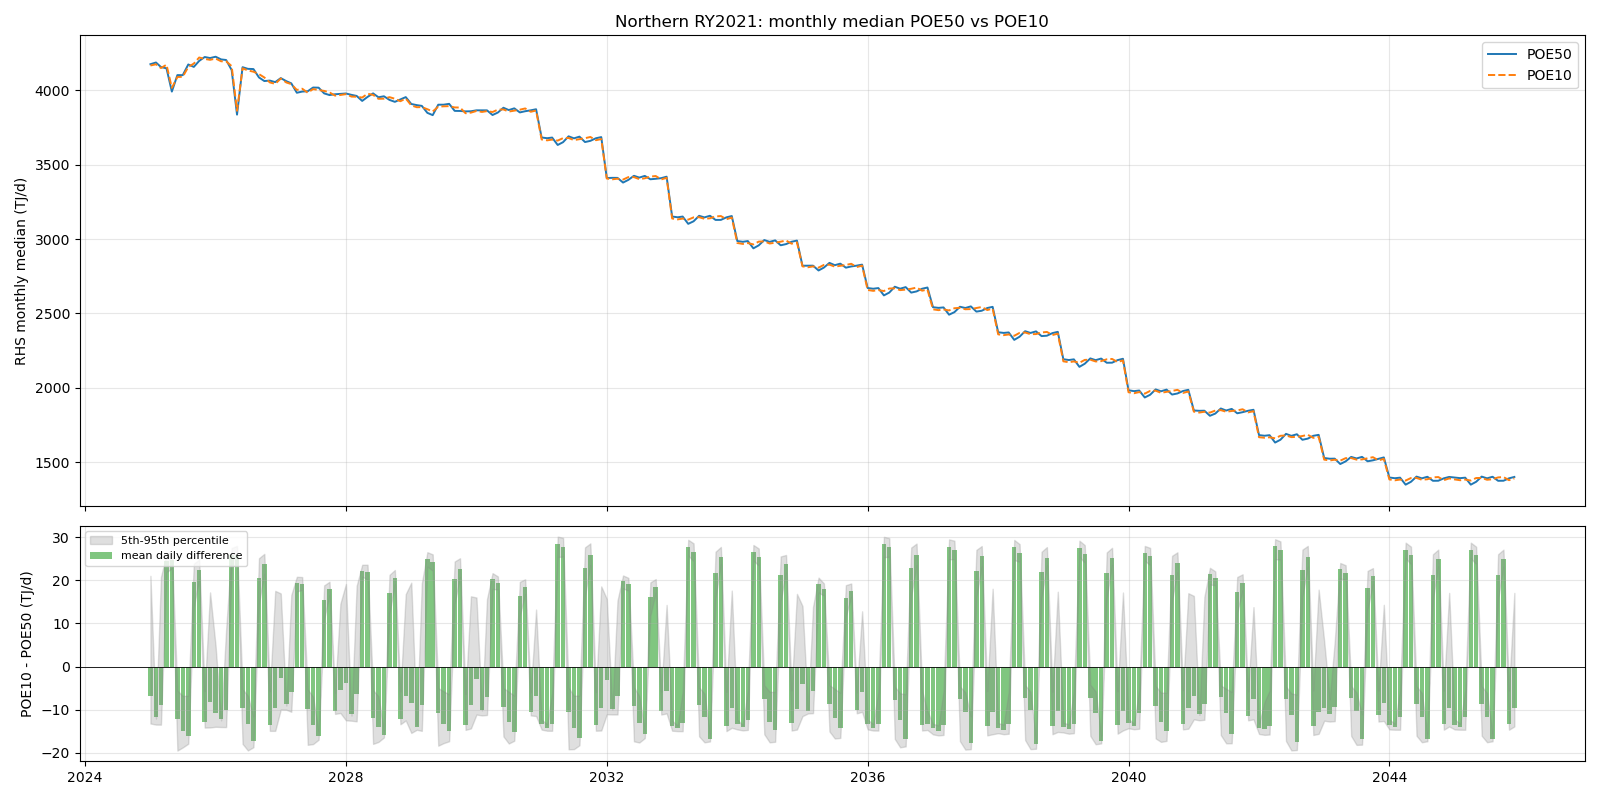 Northern RY2021: monthly median POE50 vs POE10
RHS monthly median (TJ/d)
4000
3500
3000
2500
2000
1500
POE50
POE10
POE10 - POE50 (TJ/d)
30
20
10
0
−10
−20
5th-95th percentile
mean daily difference
2024
2028
2032
2036
2040
2044